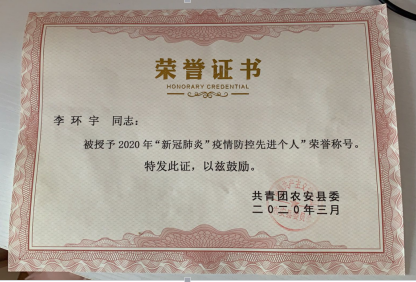 荣誉证书
HONORARY CREDENTIAL
李环宇 同志：
被授予2020年“新冠肺炎”疫情防控先进个人”荣誉称号。
特发此证，以兹鼓励。
共青团农安县委
二〇二〇年三月